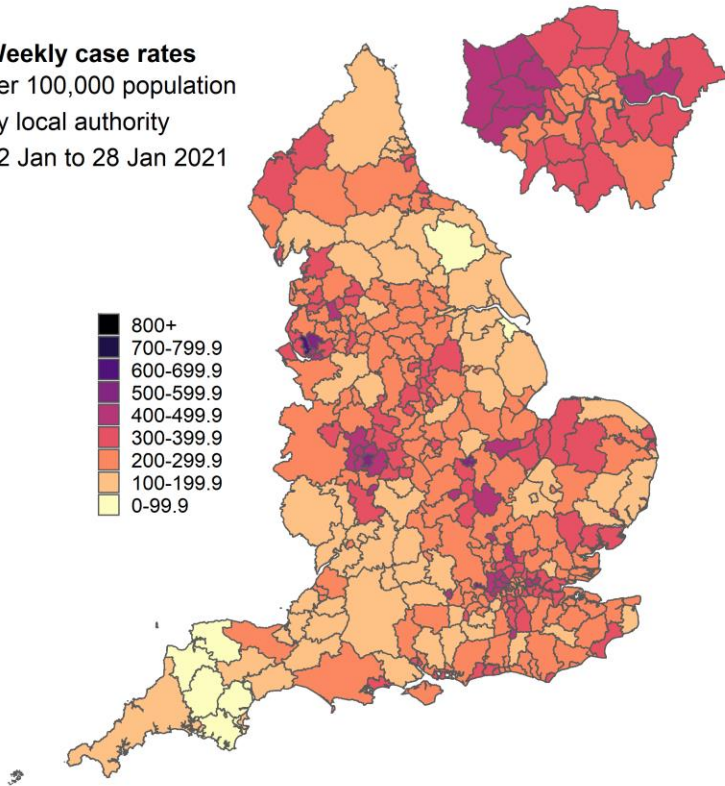 Weekly case rates
er 100,000 population
y local authority
2 Jan to 28 Jan 2021
800+
700-799.9
600-699.9
500-599.9
400-499.9
300-399.9
200-299.9
100-199.9
0-99.9